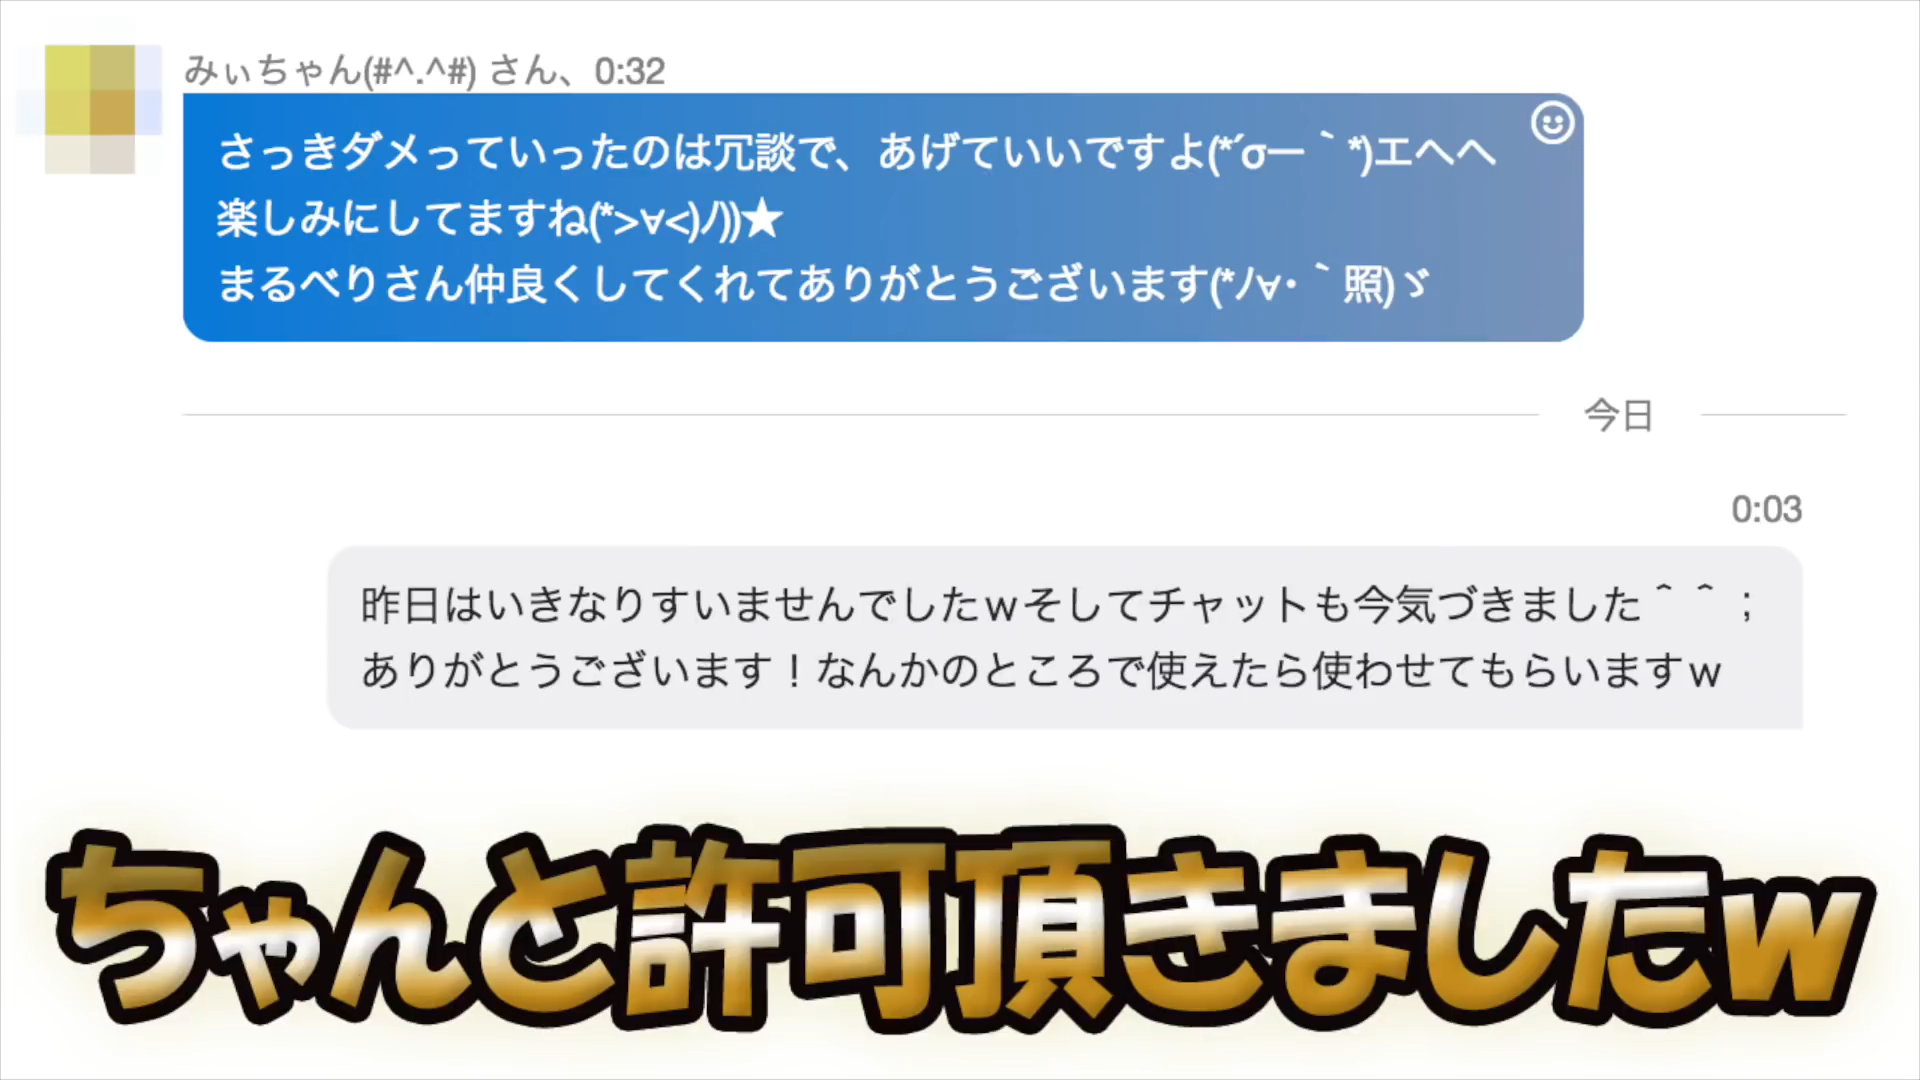 みぃちゃん(#^.^#) さん、0:32
さっきダメっていったのは冗談で、あげていいですよ(*´σー｀*)エヘヘ
楽しみにしてますね(*>∀<)ﾉ))★
まるべりさん仲良くしてくれてありがとうございます(*ﾉ∀･｀照)ゞ
今日
0:03
昨日はいきなりすいませんでしたｗそしてチャットも今気づきました＾＾；
ありがとうございます！なんかのところで使えたら使わせてもらいますｗ
ちゃんと許可頂きましたw